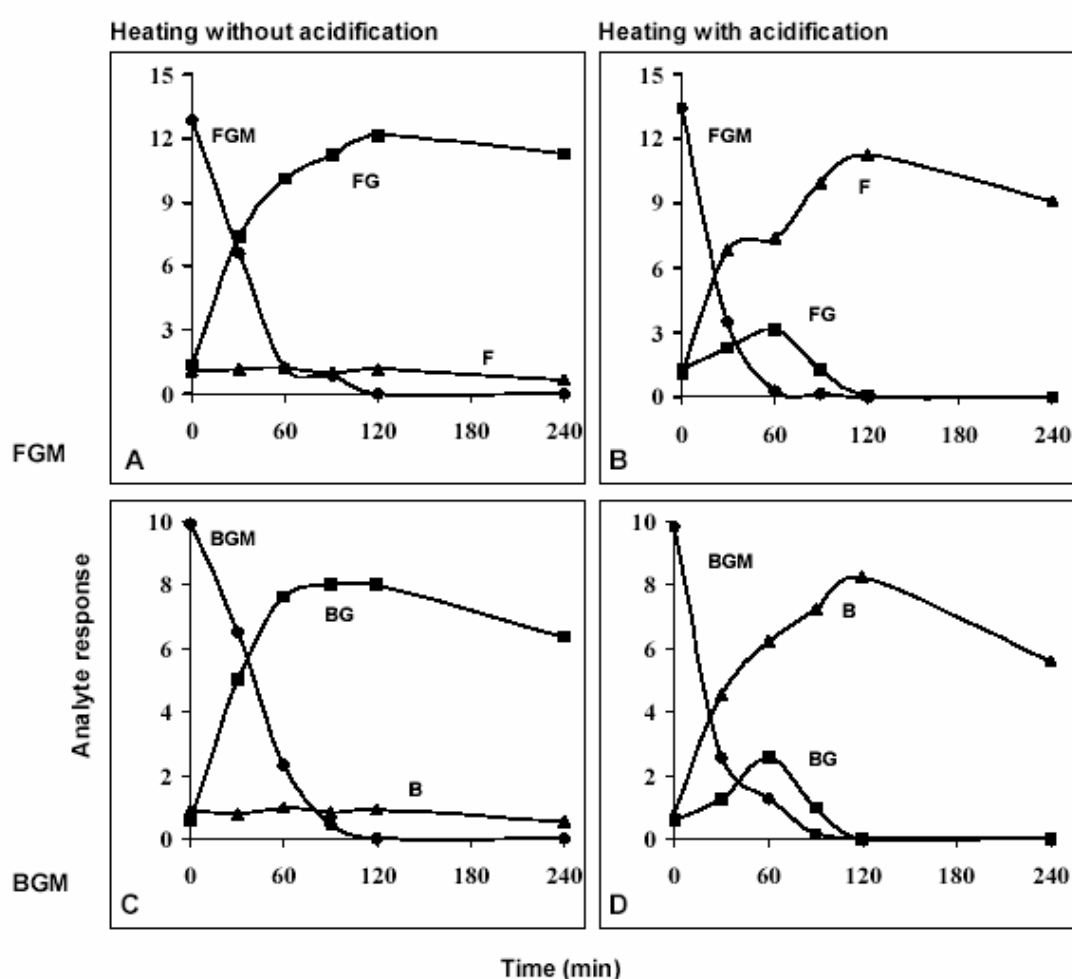 Heating without acidification
Heating with acidification
15
12
9
6
3
0
0 60 120 180 240
FGM
FG
F
A
15
12
9
6
3
0
0 60 120 180 240
FGM
F
FG
B
FGM
10
8
6
4
2
0
0 60 120 180 240
BGM
BG
B
C
10
8
6
4
2
0
0 60 120 180 240
BGM
B
BG
D
BGM
Analyte response
Time (min)